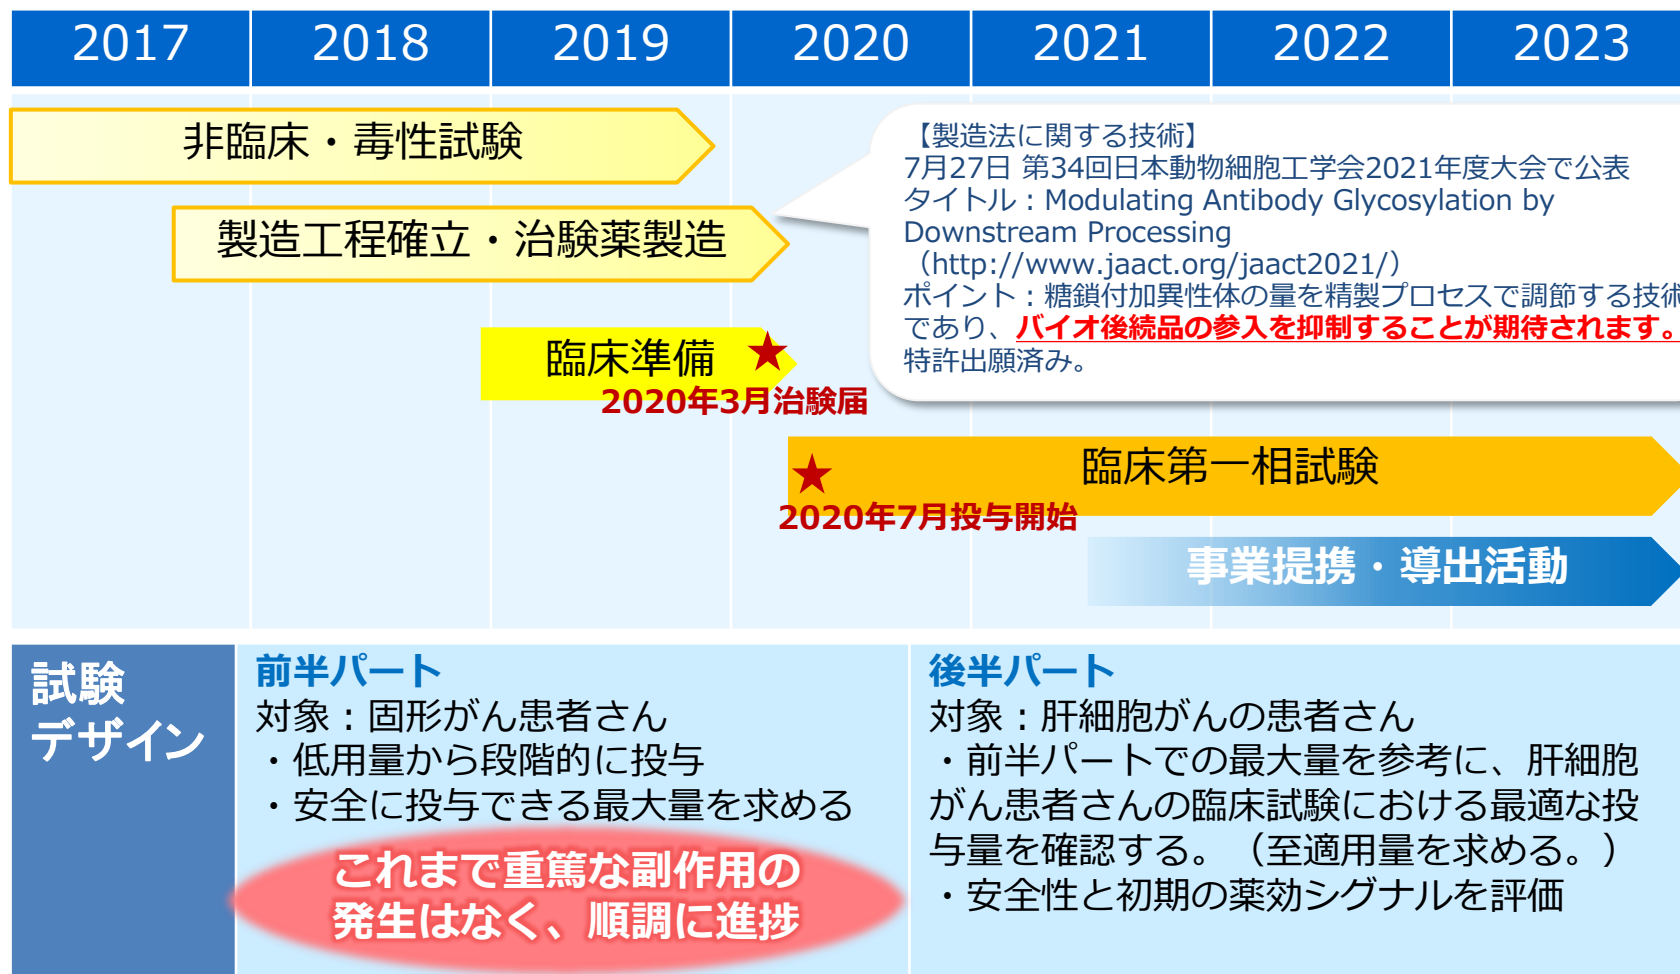 2017 2018 2019 2020 2021 2022 2023
非臨床・毒性試験
製造工程確立・治験薬製造
【製造法に関する技術】
7月27日 第34回日本動物細胞工学会2021年度大会で公表
タイトル：Modulating Antibody Glycosylation by
Downstream Processing
（http://www.jaact.org/jaact2021/）
ポイント：糖鎖付加異性体の量を精製プロセスで調節する技術
であり、バイオ後続品の参入を抑制することが期待されます。
特許出願済み。
臨床準備 ★
2020年3月治験届
★ 臨床第一相試験
2020年7月投与開始
事業提携・導出活動
試験
デザイン
前半パート
対象：固形がん患者さん
・低用量から段階的に投与
・安全に投与できる最大量を求める
これまで重篤な副作用の
発生はなく、順調に進捗
後半パート
対象：肝細胞がんの患者さん
・前半パートでの最大量を参考に、肝細胞
がん患者さんの臨床試験における最適な投
与量を確認する。（至適用量を求める。）
・安全性と初期の薬効シグナルを評価